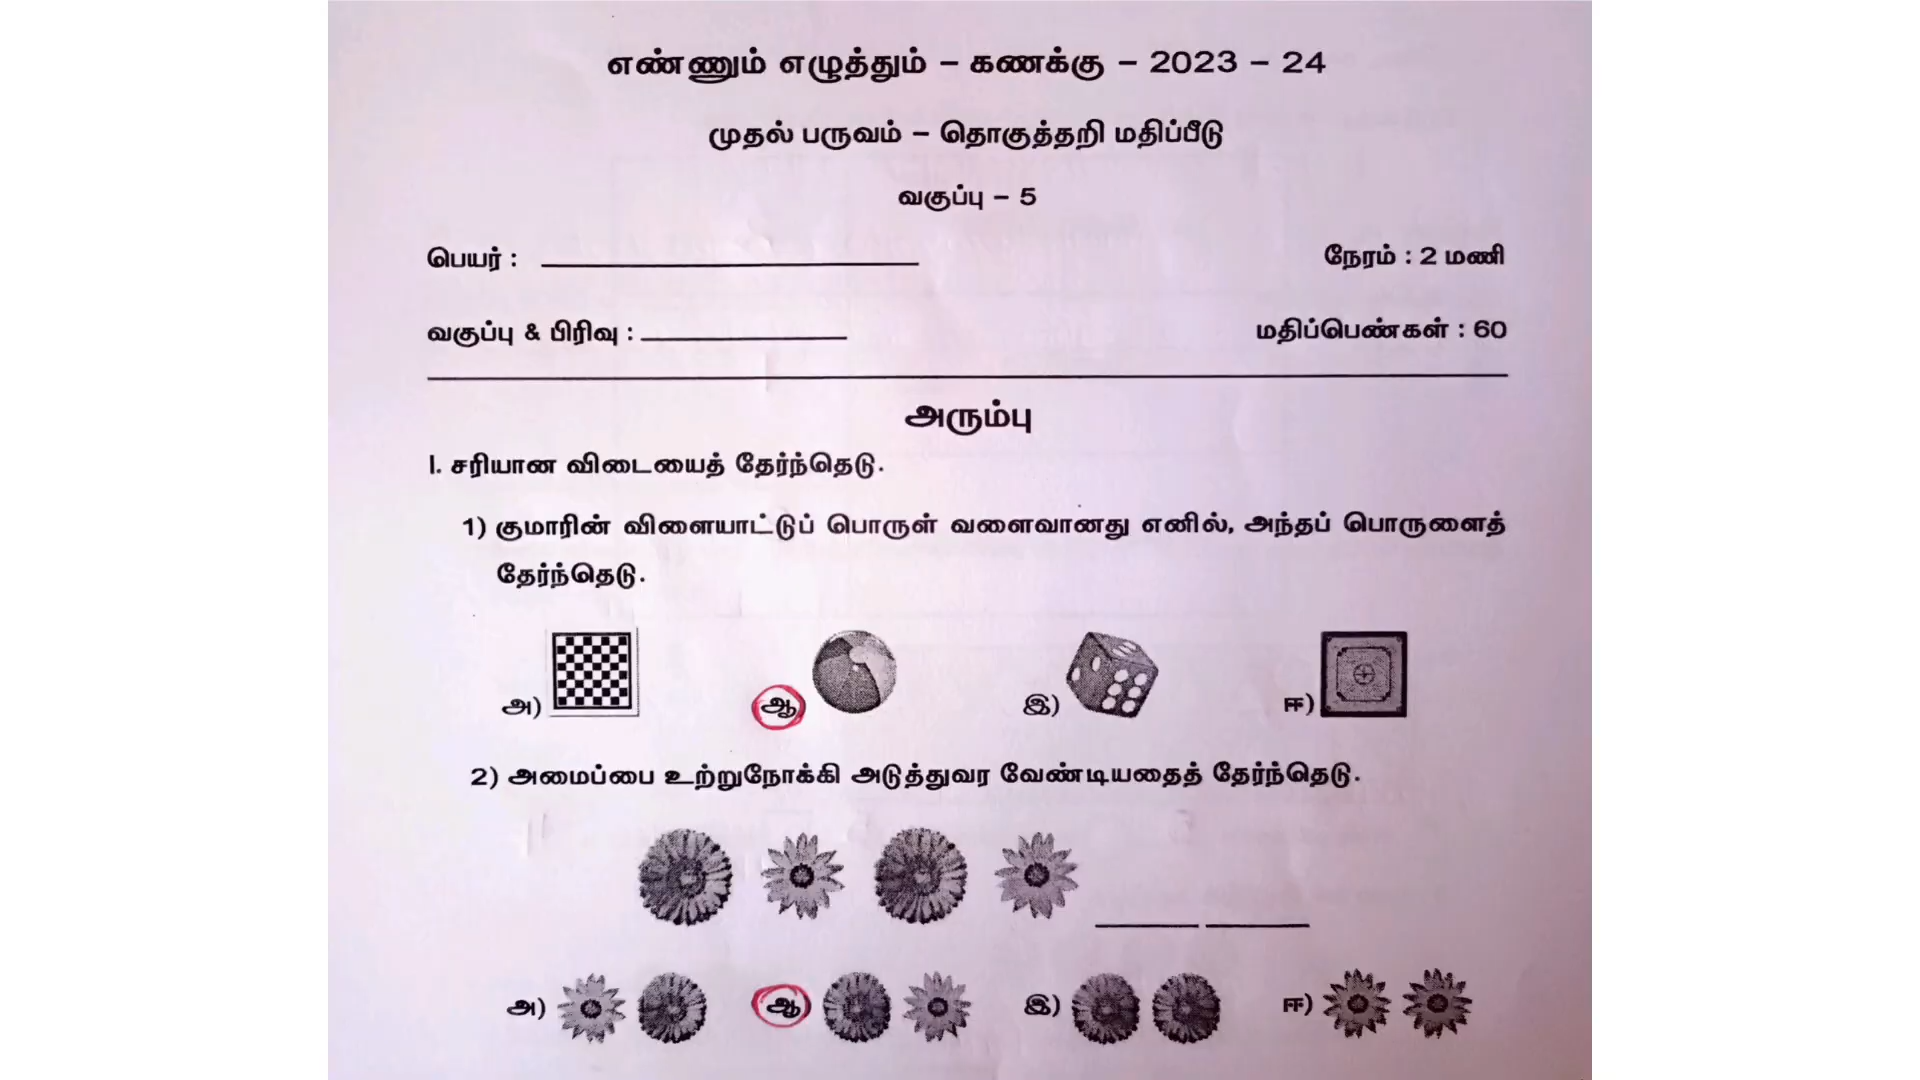 எண்ணும் எழுத்தும் – கணக்கு – 2023 – 24
முதல் பருவம் – தொகுத்தறி மதிப்பீடு
வகுப்பு – 5
பெயர் : நேரம் : 2 மணி
வகுப்பு & பிரிவு : மதிப்பெண்கள் : 60
அரும்பு
I. சரியான விடையைத் தேர்ந்தெடு.
1) குமாரின் விளையாட்டுப் பொருள் வளைவானது எனில், அந்தப் பொருளைத்
தேர்ந்தெடு.
அ) ஆ) இ) ஈ)
2) அமைப்பை உற்றுநோக்கி அடுத்துவர வேண்டியதைத் தேர்ந்தெடு.
அ) ஆ) இ) ஈ)